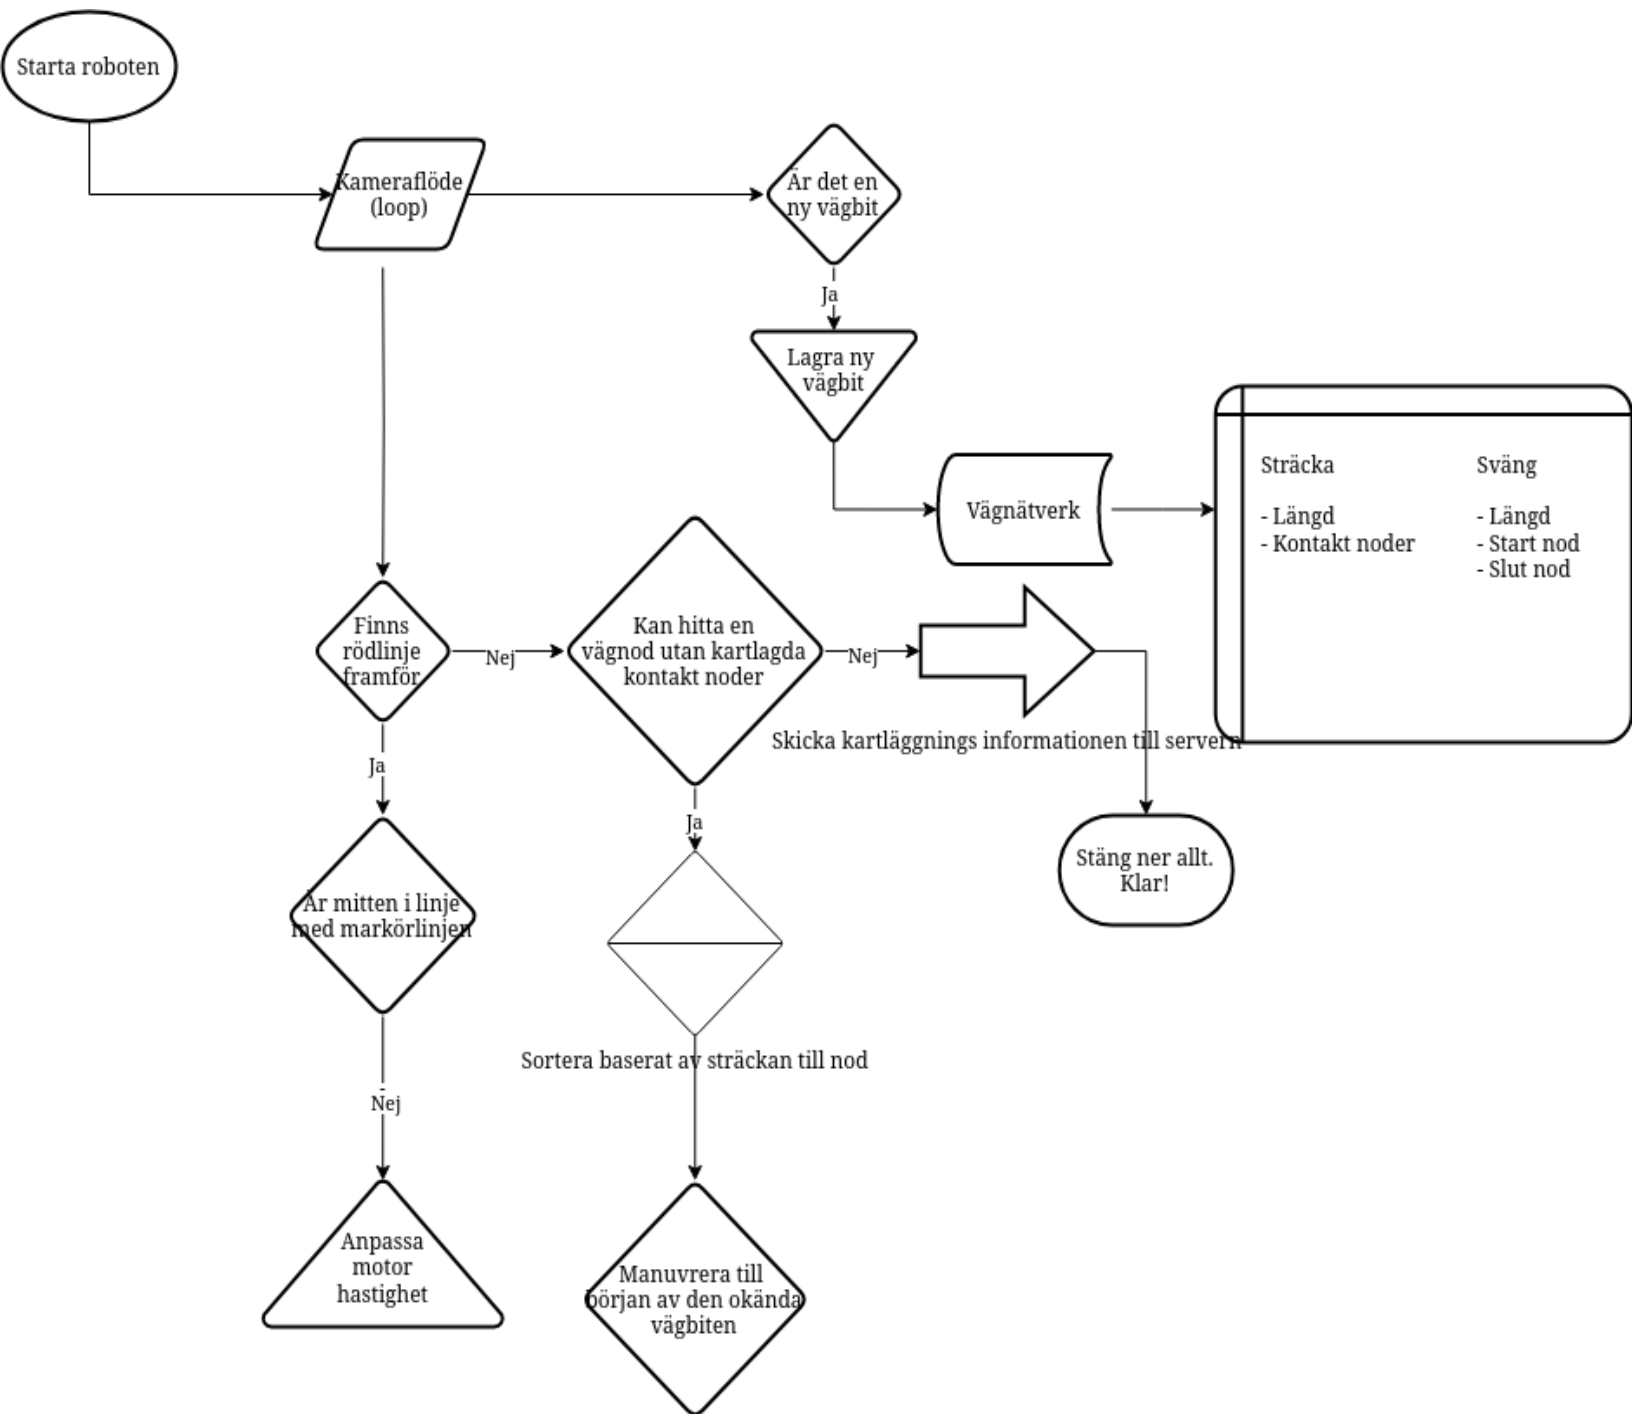 Starta roboten
Kameraflöde
(loop)
Är det en
ny vägbit
Ja
Lagra ny
vägbit
Vägnätverk
Sträcka
- Längd
- Kontakt noder
Sväng
- Längd
- Start nod
- Slut nod
Finns
rödlinje
framför
Nej
Kan hitta en
vägnod utan kartlagda
kontakt noder
Nej
Skicka kartläggnings informationen till servern
Stäng ner allt.
Klar!
Ja
Är mitten i linje
med markörlinjen
Nej
Anpassa
motor
hastighet
Ja
Sortera baserat av sträckan till nod
Manuvrera till
början av den okända
vägbiten